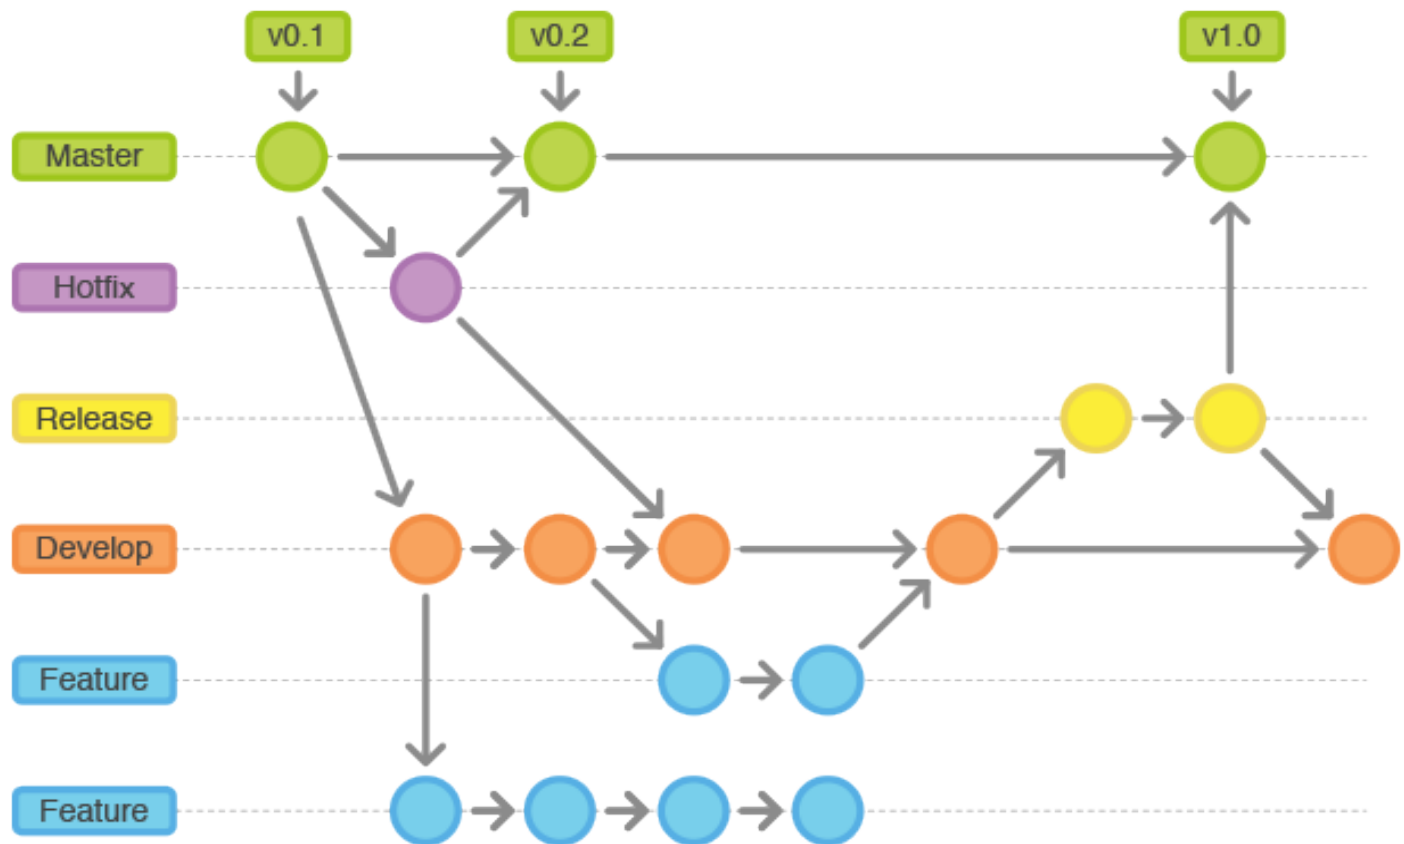 v0.1
v0.2
v1.0
Master
Hotfix
Release
Develop
Feature
Feature